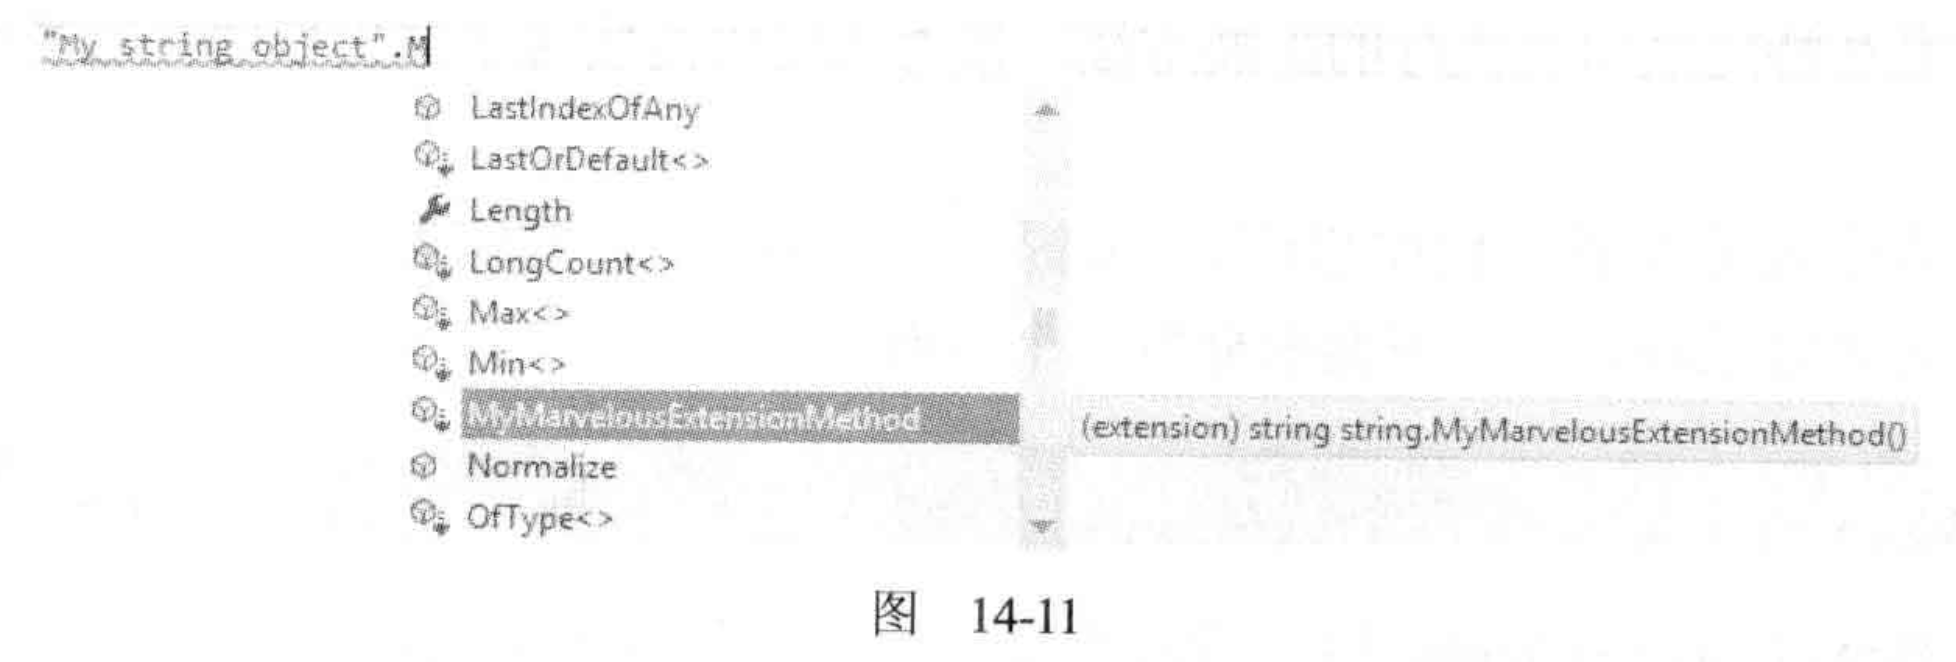 "My string object".M
LastIndexOfAny
LastOrDefault<>
Length
LongCount<>
Max<>
Min<>
MyMarvelousExtensionMethod
(extension) string string.MyMarvelousExtensionMethod()
Normalize
OfType<>
图 14-11